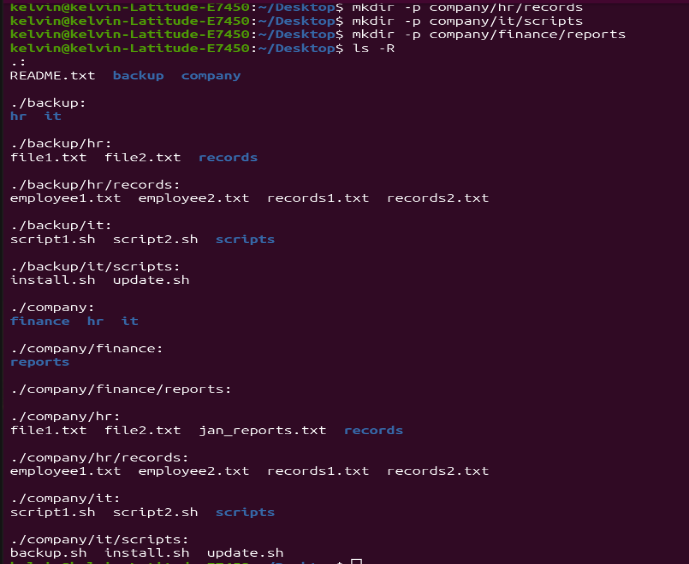 kelvin@kelvin-Latitude-E7450:~/Desktop$ mkdir -p company/hr/records
kelvin@kelvin-Latitude-E7450:~/Desktop$ mkdir -p company/it/scripts
kelvin@kelvin-Latitude-E7450:~/Desktop$ mkdir -p company/finance/reports
kelvin@kelvin-Latitude-E7450:~/Desktop$ ls -R
.:
README.txt  backup  company
./backup:
hr  it
./backup/hr:
file1.txt  file2.txt  records
./backup/hr/records:
employee1.txt  employee2.txt  records1.txt  records2.txt
./backup/it:
script1.sh  script2.sh  scripts
./backup/it/scripts:
install.sh  update.sh
./company:
finance  hr  it
./company/finance:
reports
./company/finance/reports:
./company/hr:
file1.txt  file2.txt  jan_reports.txt  records
./company/hr/records:
employee1.txt  employee2.txt  records1.txt  records2.txt
./company/it:
script1.sh  script2.sh  scripts
./company/it/scripts:
backup.sh  install.sh  update.sh
kelvin@kelvin-Latitude-E7450:~/Desktop$